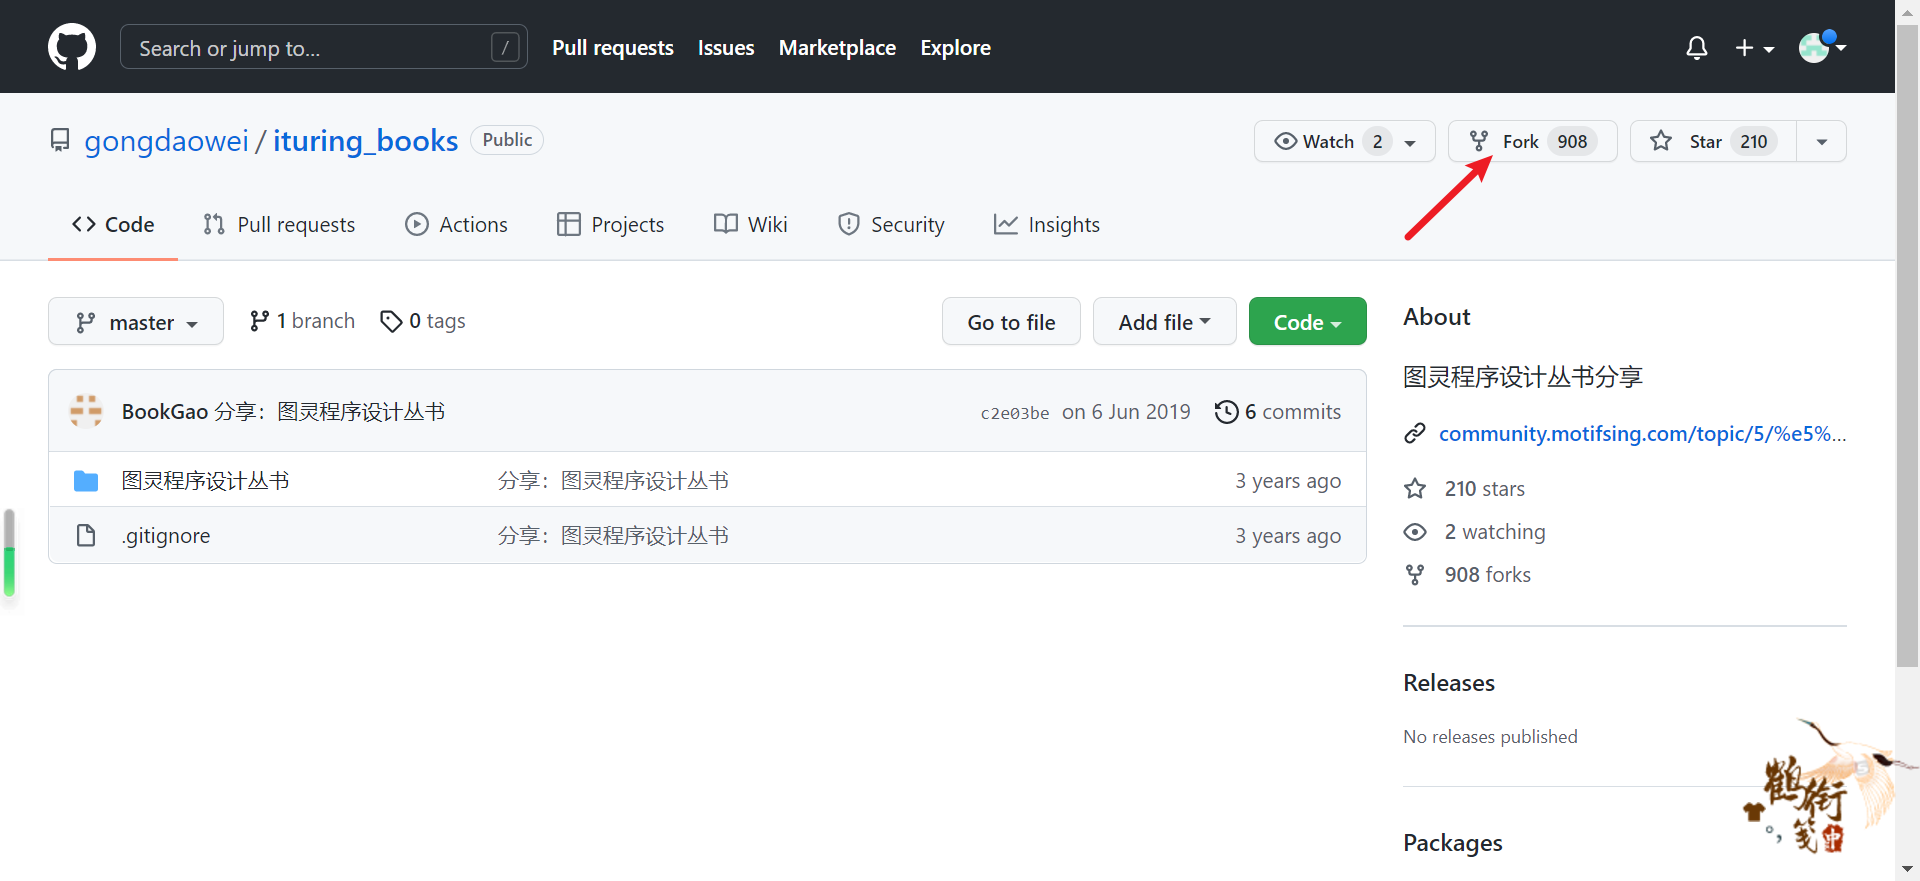 Search or jump to... /
Pull requests Issues Marketplace Explore
gongdaowei / ituring_books Public
Watch 2 Fork 908 Star 210
Code Pull requests Actions Projects Wiki Security Insights
master 1 branch 0 tags Go to file Add file Code
BookGao 分享：图灵程序设计丛书 c2e03be on 6 Jun 2019 6 commits
图灵程序设计丛书 分享：图灵程序设计丛书 3 years ago
.gitignore 分享：图灵程序设计丛书 3 years ago
About
图灵程序设计丛书分享
community.motifsing.com/topic/5/%e5%...
210 stars
2 watching
908 forks
Releases
No releases published
鹤衔笺
中
Packages